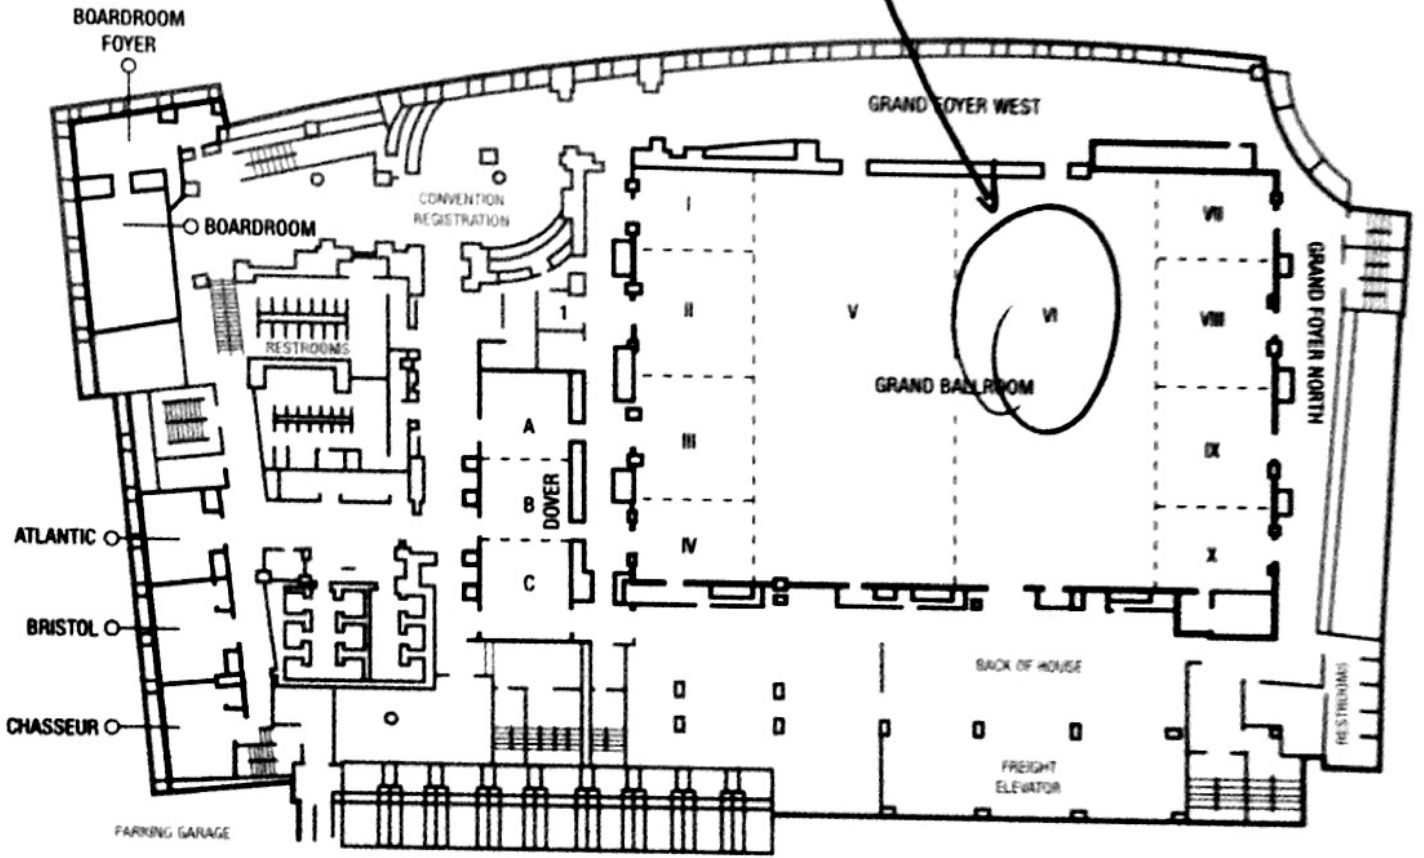 BOARDROOM
FOYER
GRAND FOYER WEST
CONVENTION
REGISTRATION
BOARDROOM
RESTROOMS
1
I
II
III
IV
V
VI
VII
VIII
IX
X
GRAND BALLROOM
GRAND FOYER NORTH
A
B
C
DOVER
ATLANTIC
BRISTOL
CHASSEUR
BACK OF HOUSE
FREIGHT
ELEVATOR
RESTROOMS
PARKING GARAGE